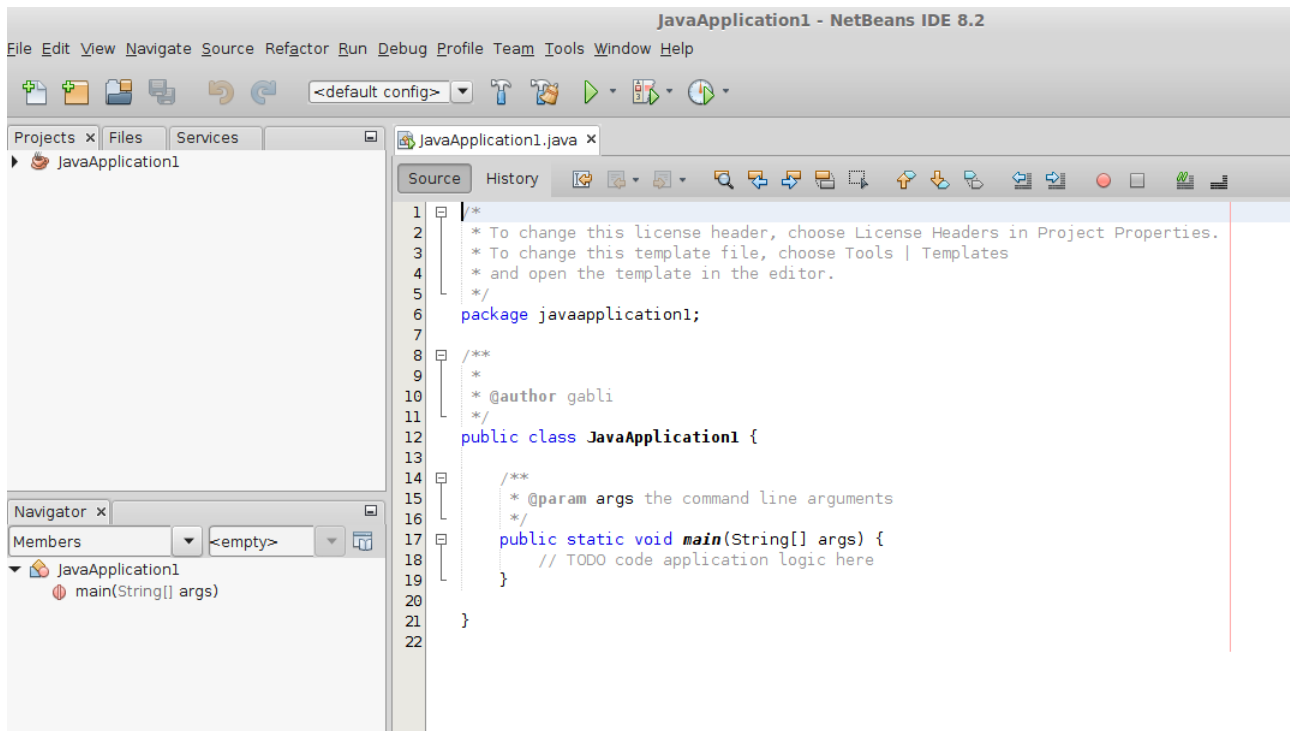 JavaApplication1 - NetBeans IDE 8.2
File Edit View Navigate Source Refactor Run Debug Profile Team Tools Window Help
<default config>
Projects Files Services
JavaApplication1
Navigator
Members <empty>
JavaApplication1
main(String[] args)
JavaApplication1.java
Source History
1 /*
2 * To change this license header, choose License Headers in Project Properties.
3 * To change this template file, choose Tools | Templates
4 * and open the template in the editor.
5 */
6 package javaapplication1;
7
8 /**
9 *
10 * @author gabli
11 */
12 public class JavaApplication1 {
13
14 /**
15 * @param args the command line arguments
16 */
17 public static void main(String[] args) {
18 // TODO code application logic here
19 }
20
21 }
22